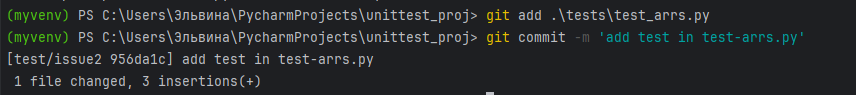 (myvenv) PS C:\Users\Эльвина\PycharmProjects\unittest_proj> git add .\tests\test_arrs.py
(myvenv) PS C:\Users\Эльвина\PycharmProjects\unittest_proj> git commit -m 'add test in test-arrs.py'
[test/issue2 956da1c] add test in test-arrs.py
1 file changed, 3 insertions(+)